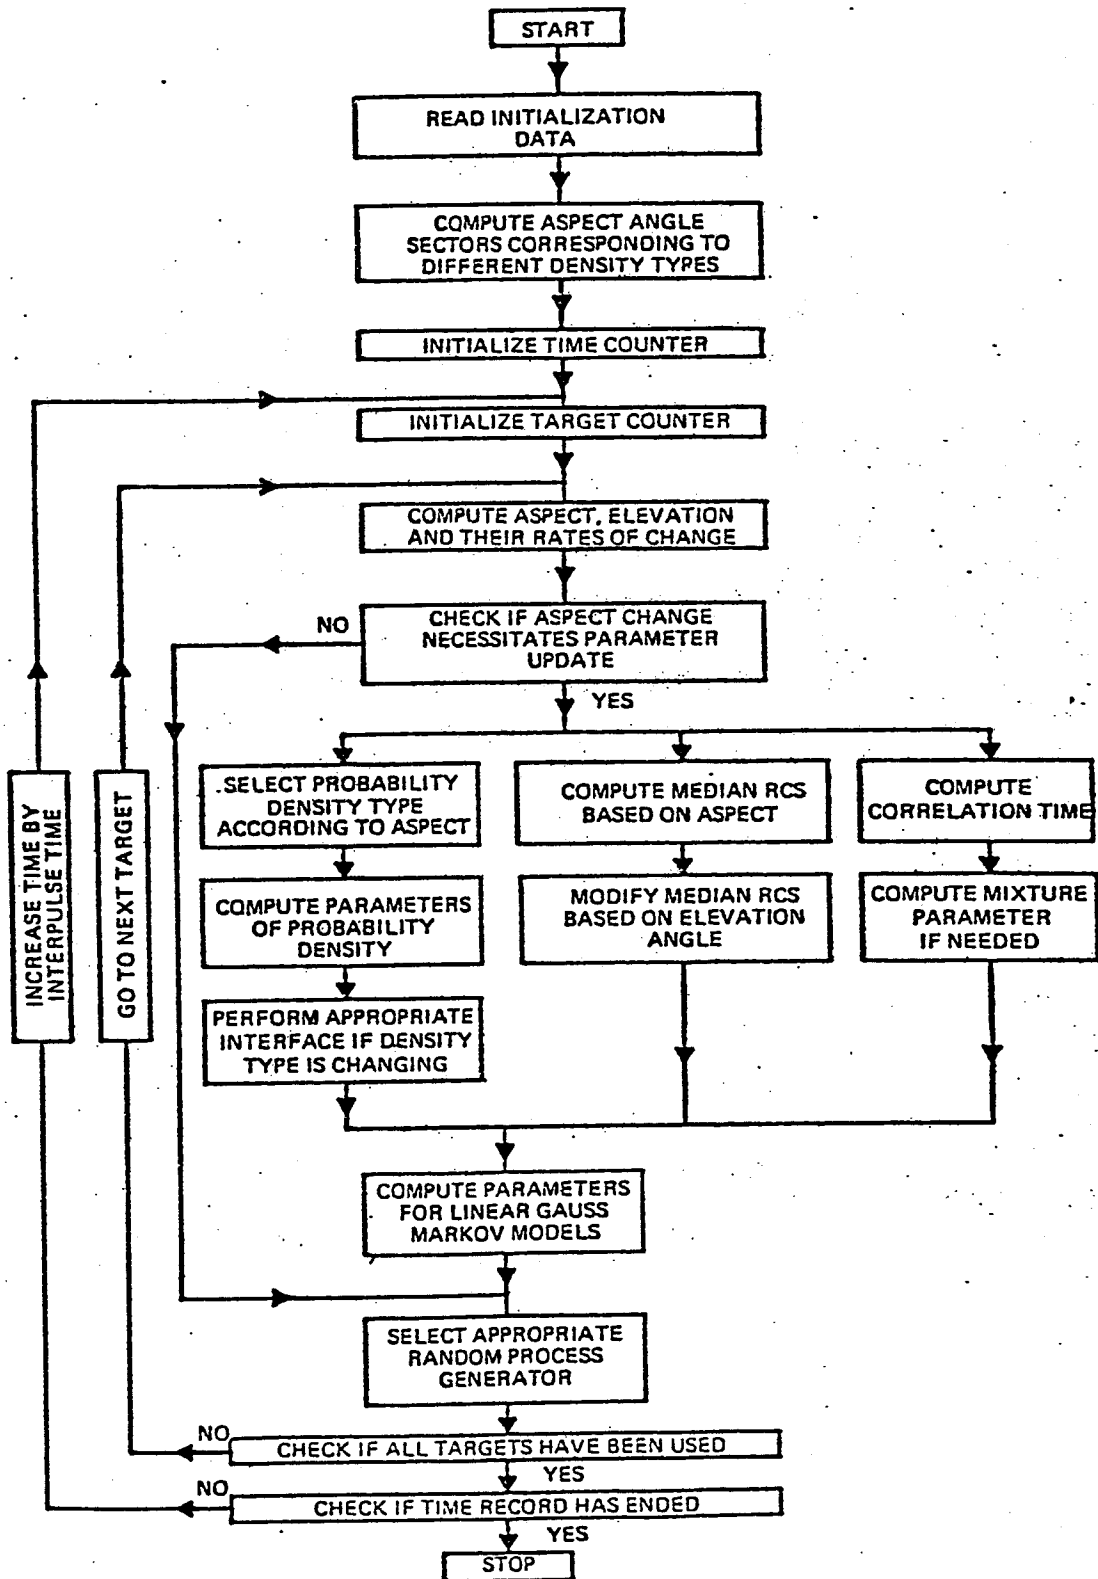 START
READ INITIALIZATION
DATA
COMPUTE ASPECT ANGLE
SECTORS CORRESPONDING TO
DIFFERENT DENSITY TYPES
INITIALIZE TIME COUNTER
INITIALIZE TARGET COUNTER
COMPUTE ASPECT, ELEVATION
AND THEIR RATES OF CHANGE
NO
CHECK IF ASPECT CHANGE
NECESSITATES PARAMETER
UPDATE
YES
SELECT PROBABILITY
DENSITY TYPE
ACCORDING TO ASPECT
COMPUTE MEDIAN RCS
BASED ON ASPECT
COMPUTE
CORRELATION TIME
INCREASE TIME BY
INTERPULSE TIME
GO TO NEXT TARGET
COMPUTE PARAMETERS
OF PROBABILITY
DENSITY
MODIFY MEDIAN RCS
BASED ON ELEVATION
ANGLE
COMPUTE MIXTURE
PARAMETER
IF NEEDED
PERFORM APPROPRIATE
INTERFACE IF DENSITY
TYPE IS CHANGING
COMPUTE PARAMETERS
FOR LINEAR GAUSS
MARKOV MODELS
SELECT APPROPRIATE
RANDOM PROCESS
GENERATOR
NO
CHECK IF ALL TARGETS HAVE BEEN USED
YES
NO
CHECK IF TIME RECORD HAS ENDED
YES
STOP